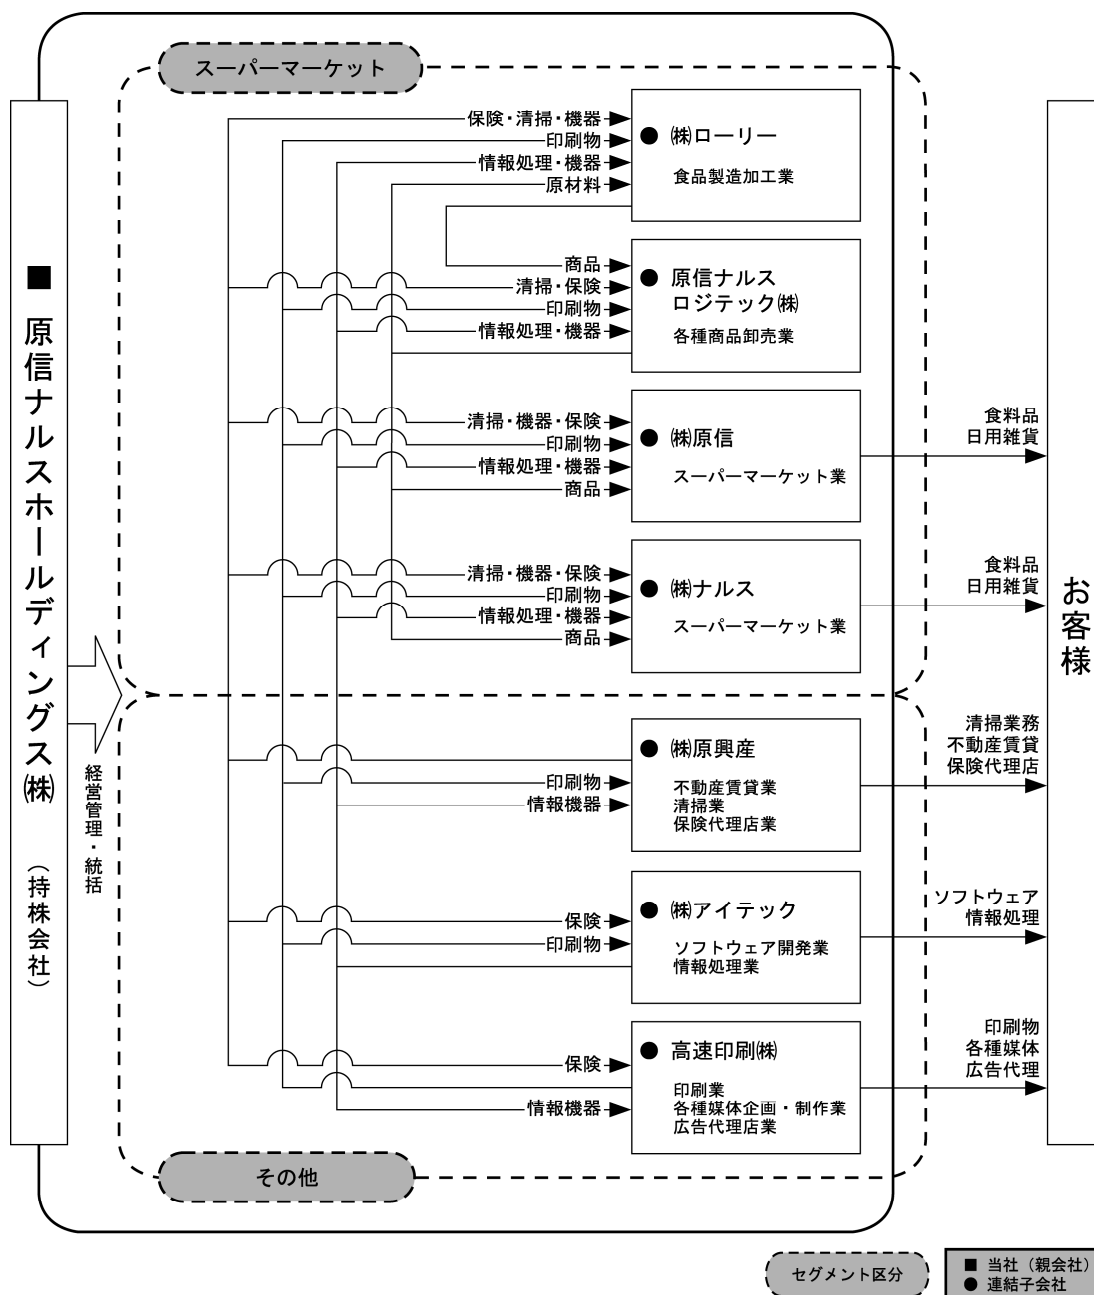 スーパーマーケット
■ 原信ナルスホールディングス㈱
（持株会社）
経営管理・統括
保険・清掃・機器
印刷物
情報処理・機器
原材料
● ㈱ローリー
食品製造加工業
商品
清掃・保険
印刷物
情報処理・機器
● 原信ナルス
ロジテック㈱
各種商品卸売業
清掃・機器・保険
印刷物
情報処理・機器
商品
● ㈱原信
スーパーマーケット業
食料品
日用雑貨
清掃・機器・保険
印刷物
情報処理・機器
商品
● ㈱ナルス
スーパーマーケット業
食料品
日用雑貨
お客様
印刷物
情報機器
● ㈱原興産
不動産賃貸業
清掃業
保険代理店業
清掃業務
不動産賃貸
保険代理店
保険
印刷物
● ㈱アイテック
ソフトウェア開発業
情報処理業
ソフトウェア
情報処理
保険
情報機器
● 高速印刷㈱
印刷業
各種媒体企画・制作業
広告代理店業
印刷物
各種媒体
広告代理
その他
セグメント区分
■ 当社（親会社）
● 連結子会社